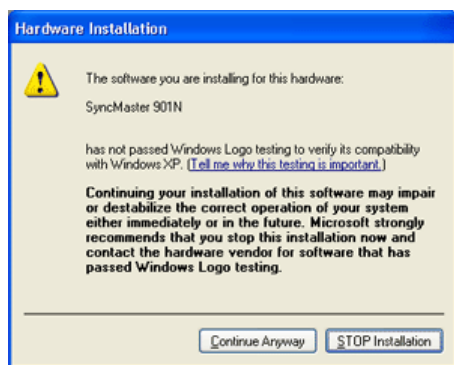 Hardware Installation
The software you are installing for this hardware:
SyncMaster 901N
has not passed Windows Logo testing to verify its compatibility
with Windows XP. (Tell me why this testing is important.)
Continuing your installation of this software may impair
or destabilize the correct operation of your system
either immediately or in the future. Microsoft strongly
recommends that you stop this installation now and
contact the hardware vendor for software that has
passed Windows Logo testing.
Continue Anyway
STOP Installation